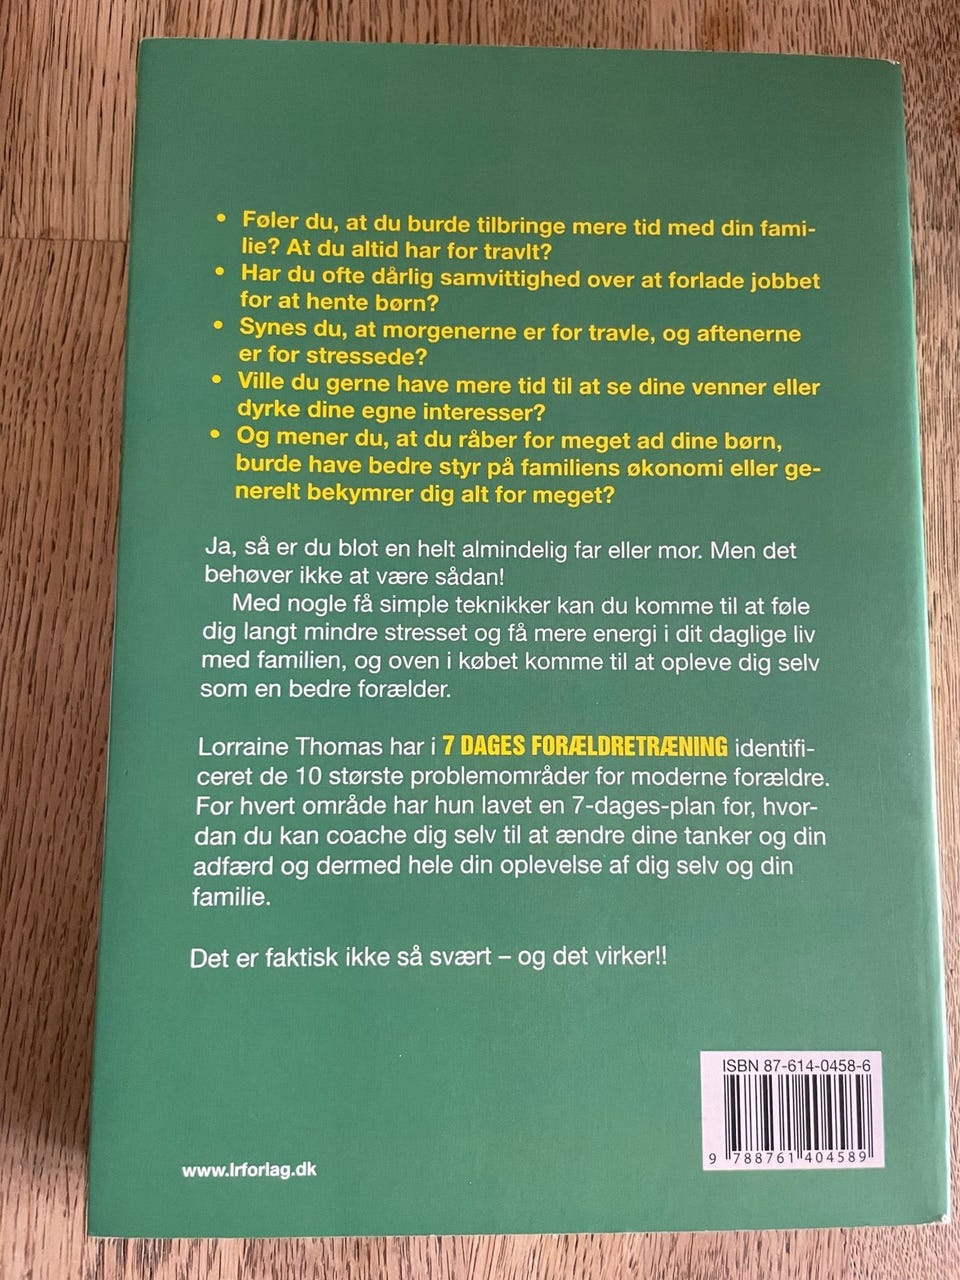 • Føler du, at du burde tilbringe mere tid med din fami-
lie? At du altid har for travlt?
• Har du ofte dårlig samvittighed over at forlade jobbet
for at hente børn?
• Synes du, at morgenerne er for travle, og aftenerne
er for stressede?
• Ville du gerne have mere tid til at se dine venner eller
dyrke dine egne interesser?
• Og mener du, at du råber for meget ad dine børn,
burde have bedre styr på familiens økonomi eller ge-
nerelt bekymrer dig alt for meget?
Ja, så er du blot en helt almindelig far eller mor. Men det
behøver ikke at være sådan!
Med nogle få simple teknikker kan du komme til at føle
dig langt mindre stresset og få mere energi i dit daglige liv
med familien, og oven i købet komme til at opleve dig selv
som en bedre forælder.
Lorraine Thomas har i 7 DAGES FORÆLDRETRÆNING identifi-
ceret de 10 største problemområder for moderne forældre.
For hvert område har hun lavet en 7-dages-plan for, hvor-
dan du kan coache dig selv til at ændre dine tanker og din
adfærd og dermed hele din oplevelse af dig selv og din
familie.
Det er faktisk ikke så svært – og det virker!!
ISBN 87-614-0458-6
9 788761 404589
www.lrforlag.dk